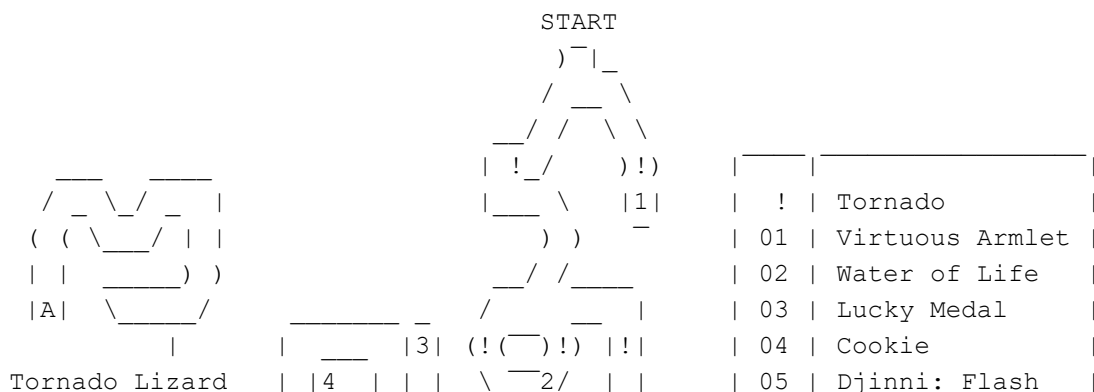 START
!
! !
1
! Tornado
01 Virtuous Armlet
02 Water of Life
A 03 Lucky Medal
3 ! ! ! 04 Cookie
Tornado Lizard 4 2 05 Djinni: Flash